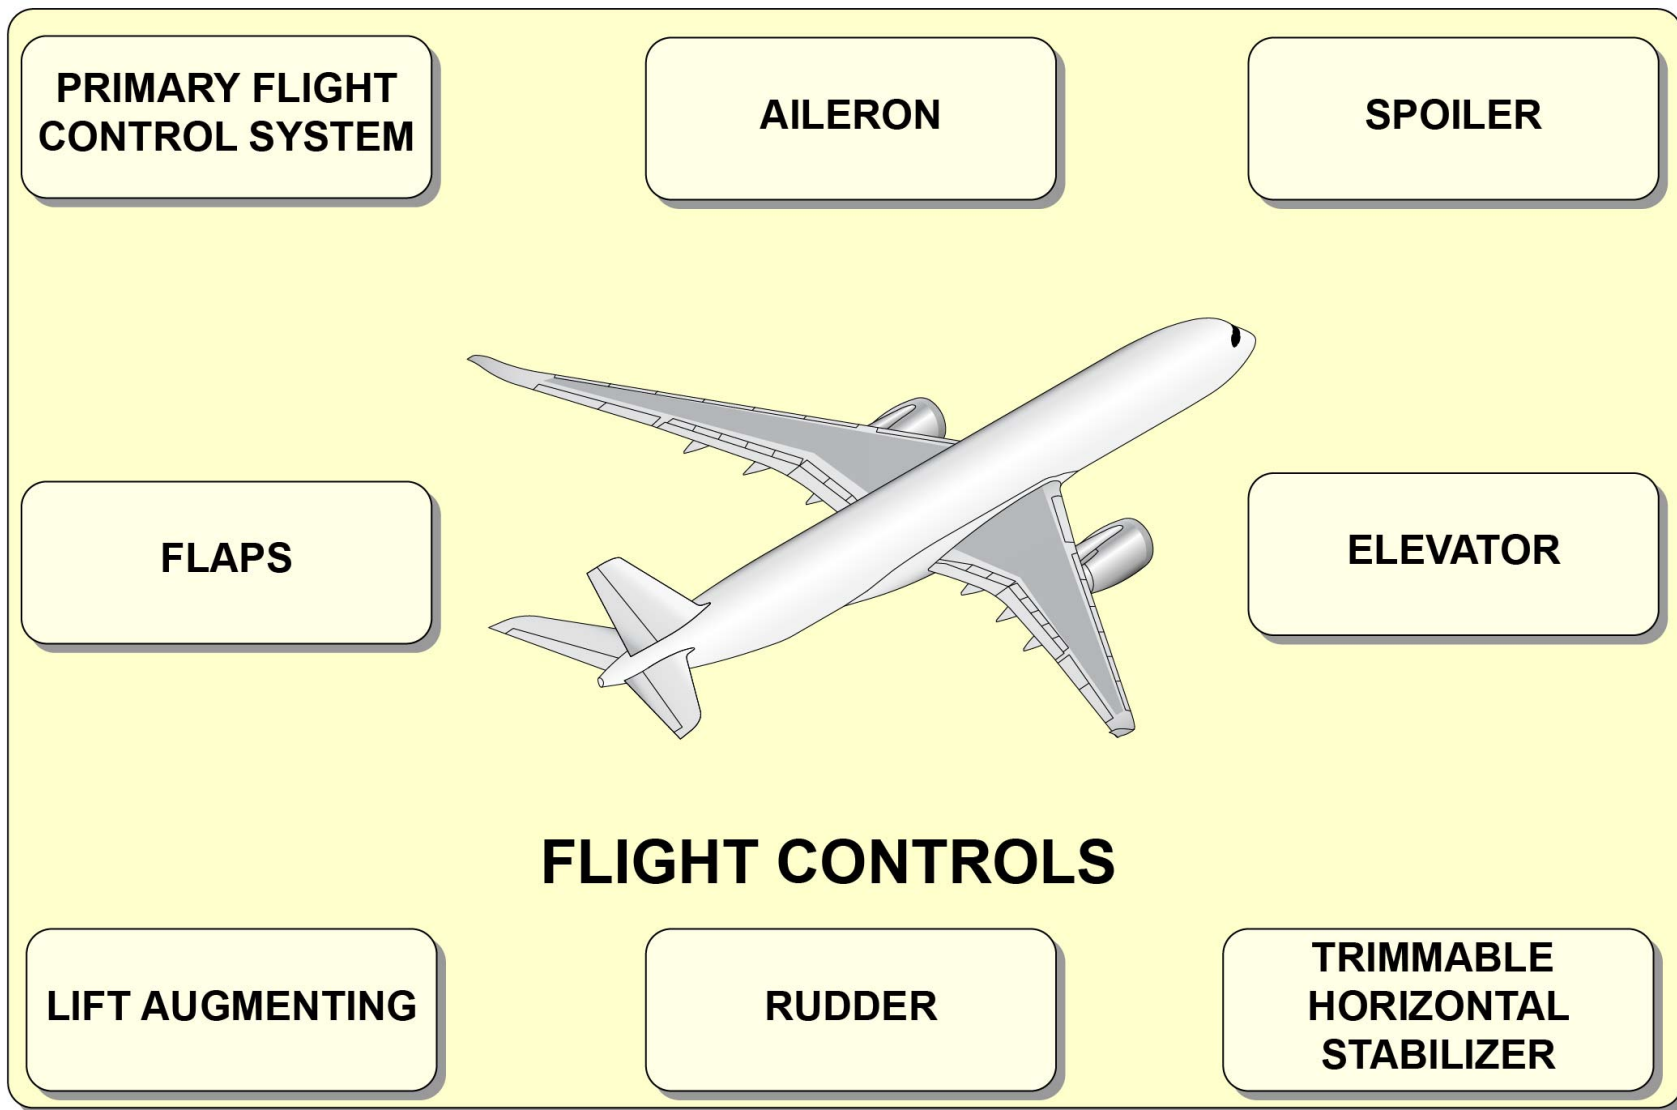 PRIMARY FLIGHT
CONTROL SYSTEM
AILERON
SPOILER
FLAPS
ELEVATOR
FLIGHT CONTROLS
LIFT AUGMENTING
RUDDER
TRIMMABLE
HORIZONTAL
STABILIZER